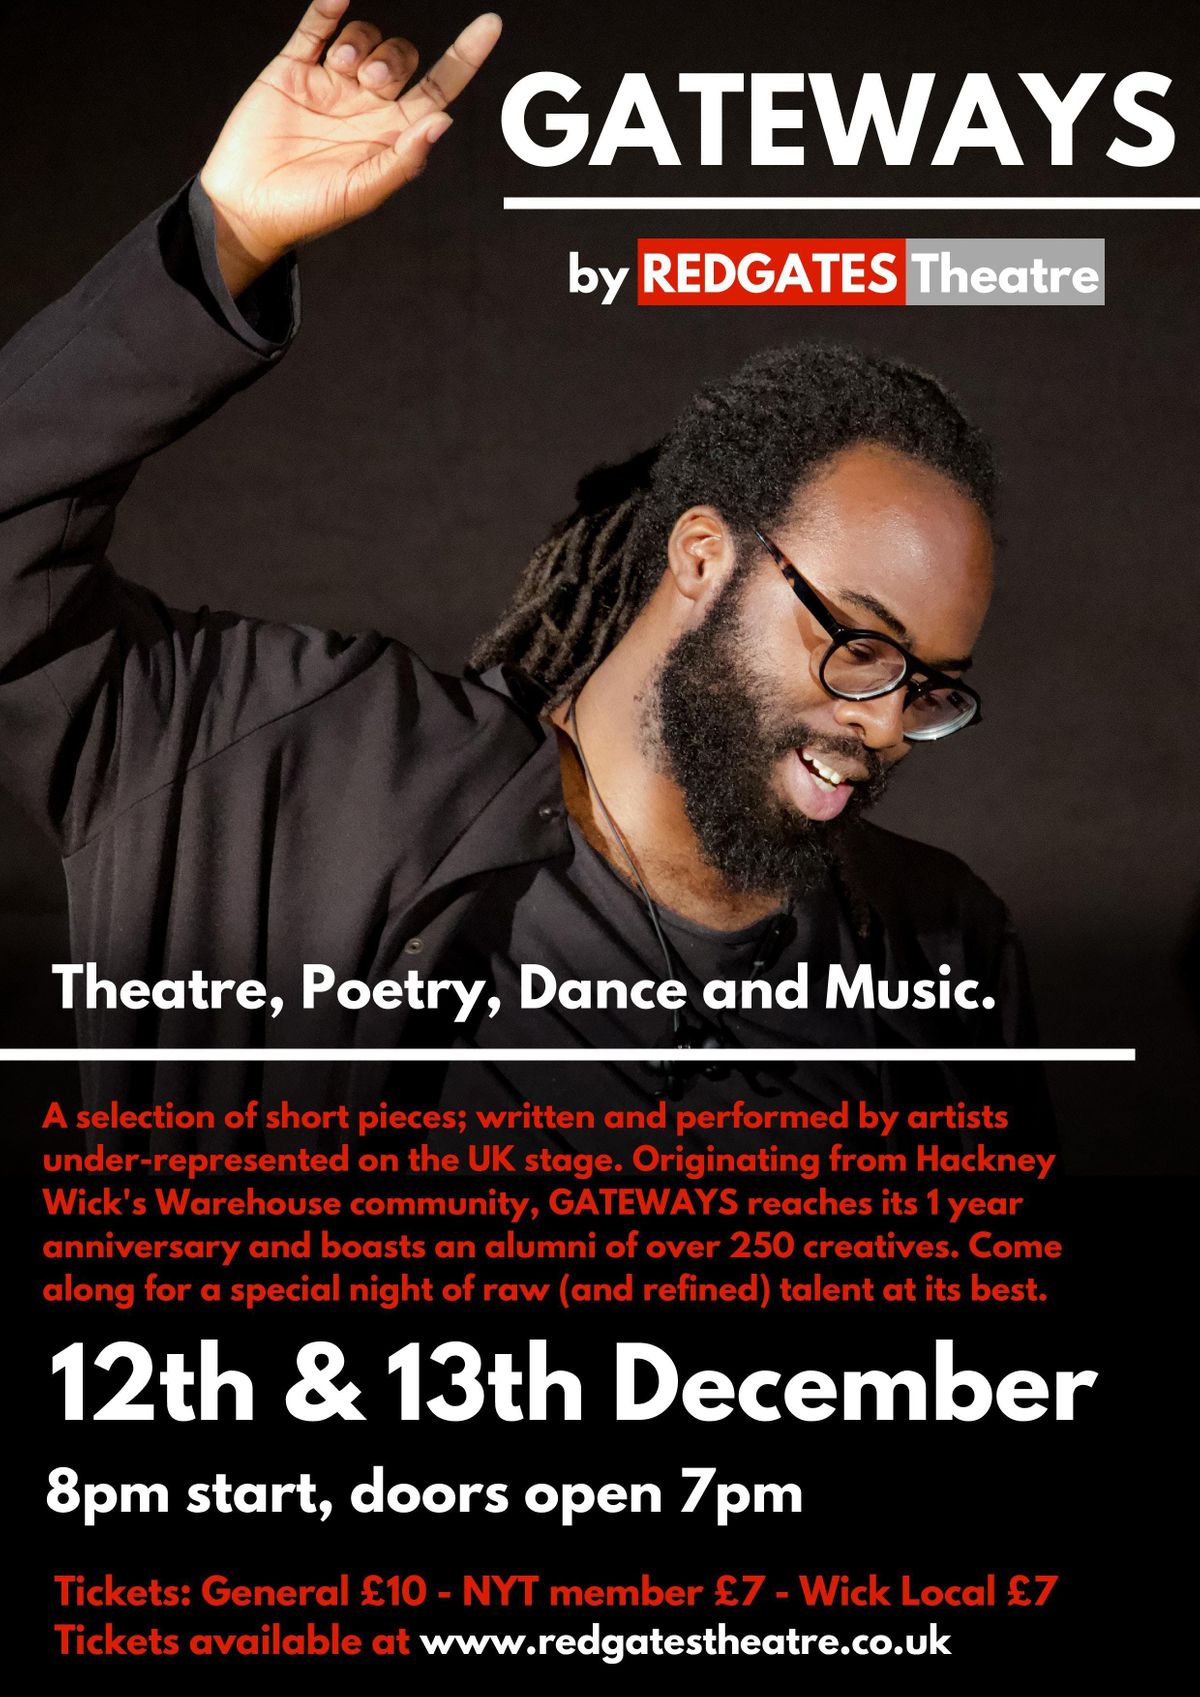 GATEWAYS
by REDGATES Theatre
Theatre, Poetry, Dance and Music.
A selection of short pieces; written and performed by artists
under-represented on the UK stage. Originating from Hackney
Wick's Warehouse community, GATEWAYS reaches its 1 year
anniversary and boasts an alumni of over 250 creatives. Come
along for a special night of raw (and refined) talent at its best.
12th & 13th December
8pm start, doors open 7pm
Tickets: General £10 - NYT member £7 - Wick Local £7
Tickets available at www.redgatestheatre.co.uk